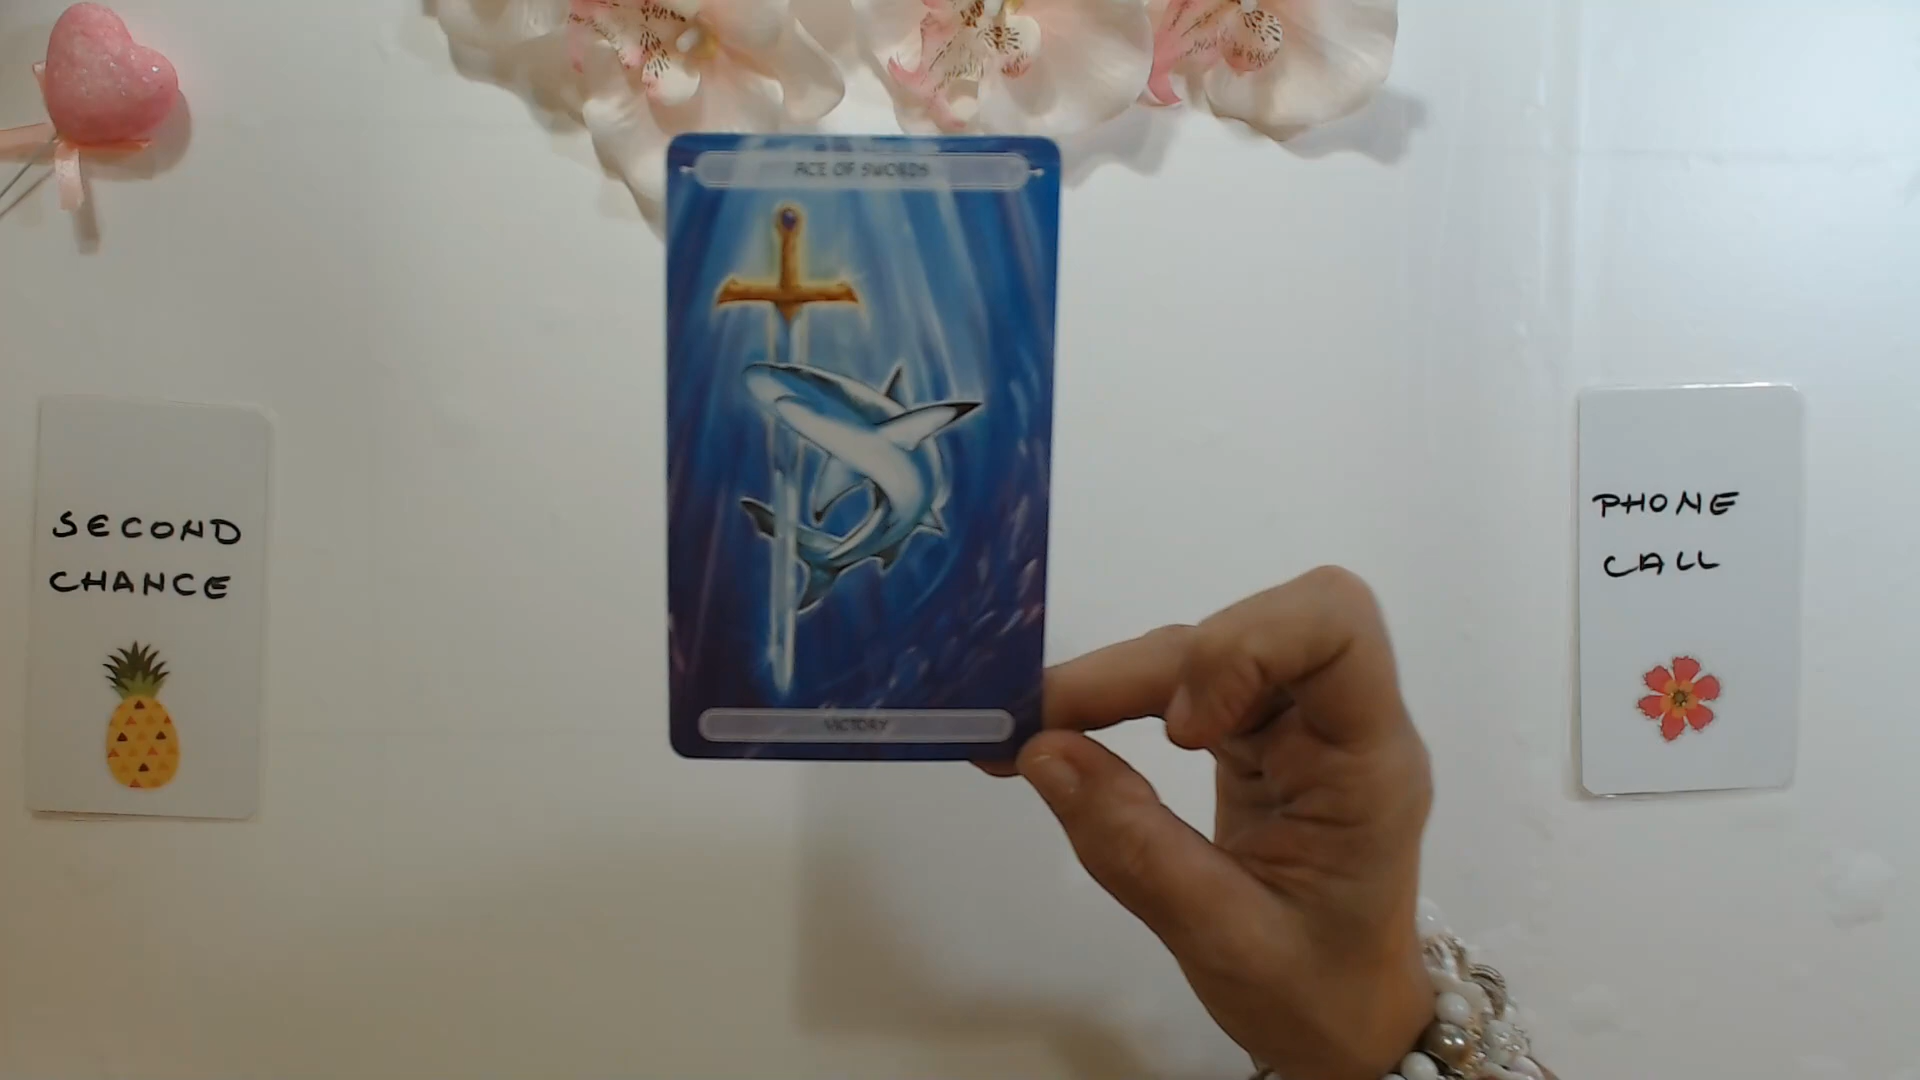 ACE OF SWORDS
SECOND
CHANCE
PHONE
CALL
VICTORY